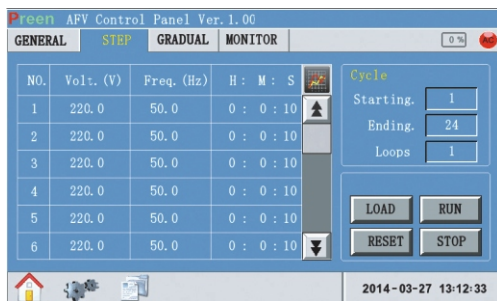 Preen AFV Control Panel Ver.1.00
GENERAL STEP GRADUAL MONITOR 0 %
NO. Volt.(V) Freq.(Hz) H: M: S
1 220.0 50.0 0 : 0 : 10
2 220.0 50.0 0 : 0 : 10
3 220.0 50.0 0 : 0 : 10
4 220.0 50.0 0 : 0 : 10
5 220.0 50.0 0 : 0 : 10
6 220.0 50.0 0 : 0 : 10
Cycle
Starting. 1
Ending. 24
Loops 1
LOAD RUN
RESET STOP
2014-03-27 13:12:33